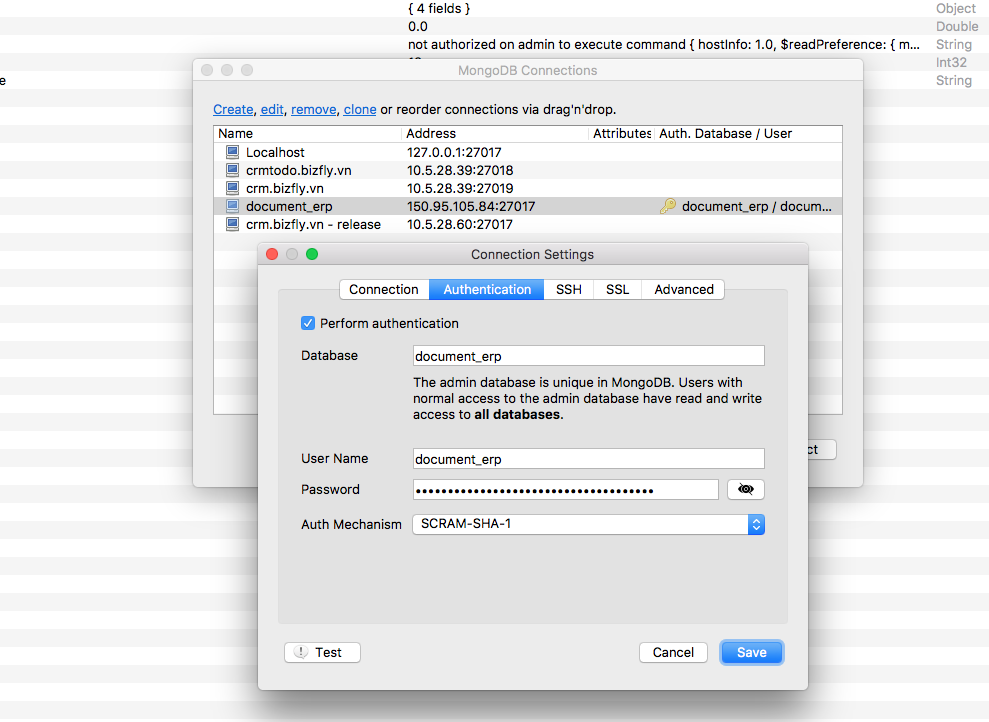 { 4 fields } Object
0.0 Double
not authorized on admin to execute command { hostInfo: 1.0, $readPreference: { m... String
Int32
e String
MongoDB Connections
Create, edit, remove, clone or reorder connections via drag'n'drop.
Name Address Attributes Auth. Database / User
Localhost 127.0.0.1:27017
crmtodo.bizfly.vn 10.5.28.39:27018
crm.bizfly.vn 10.5.28.39:27019
document_erp 150.95.105.84:27017 document_erp / docum...
crm.bizfly.vn - release 10.5.28.60:27017
Connection Settings
Connection Authentication SSH SSL Advanced
Perform authentication
Database document_erp
The admin database is unique in MongoDB. Users with
normal access to the admin database have read and write
access to all databases.
ct
User Name document_erp
Password ••••••••••••••••••••••••••••••••••••
Auth Mechanism SCRAM-SHA-1
! Test Cancel Save